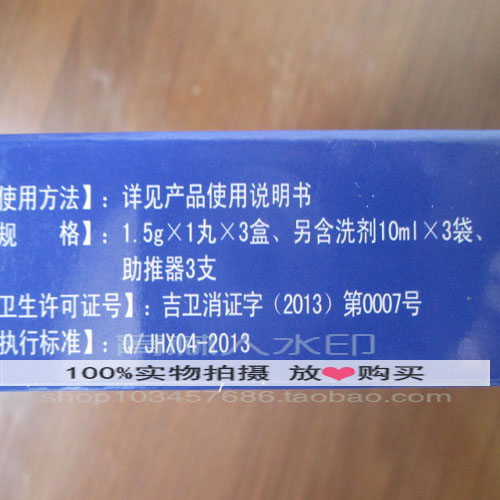 使用方法】：详见产品使用说明书
规 格】：1.5g×1丸×3盒、另含洗剂10ml×3袋、
助推器3支
卫生许可证号】：吉卫消证字（2013）第0007号
执行标准】：Q JHX04-2013
水印
100%实物拍摄 放❤购买
shop103457686.taobao.com